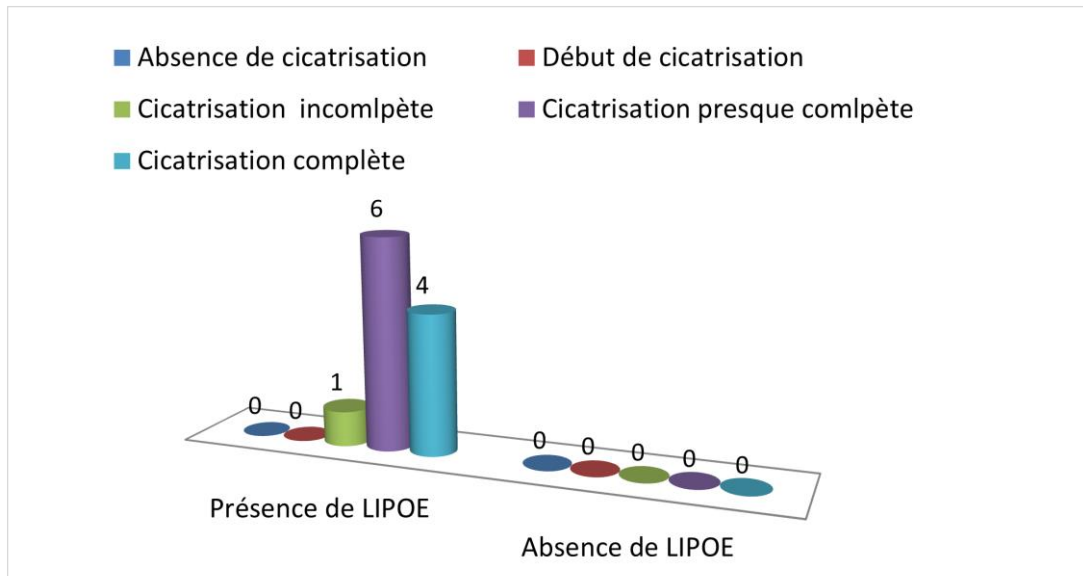 Absence de cicatrisation
Début de cicatrisation
Cicatrisation incomlpète
Cicatrisation presque comlpète
Cicatrisation complète
6
4
1
0
0
0
0
0
0
0
Présence de LIPOE
Absence de LIPOE